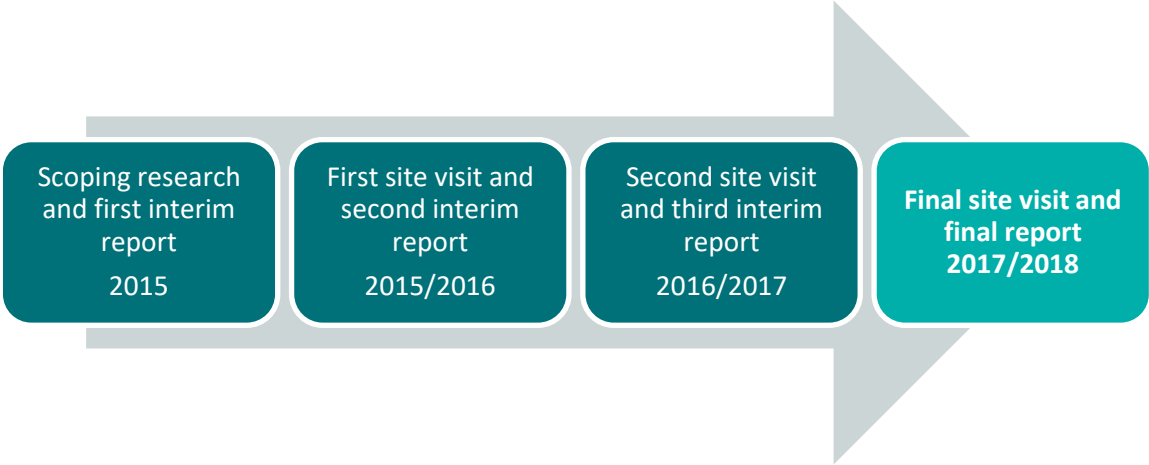 Scoping research
and first interim
report
2015
First site visit and
second interim
report
2015/2016
Second site visit
and third interim
report
2016/2017
Final site visit and
final report
2017/2018